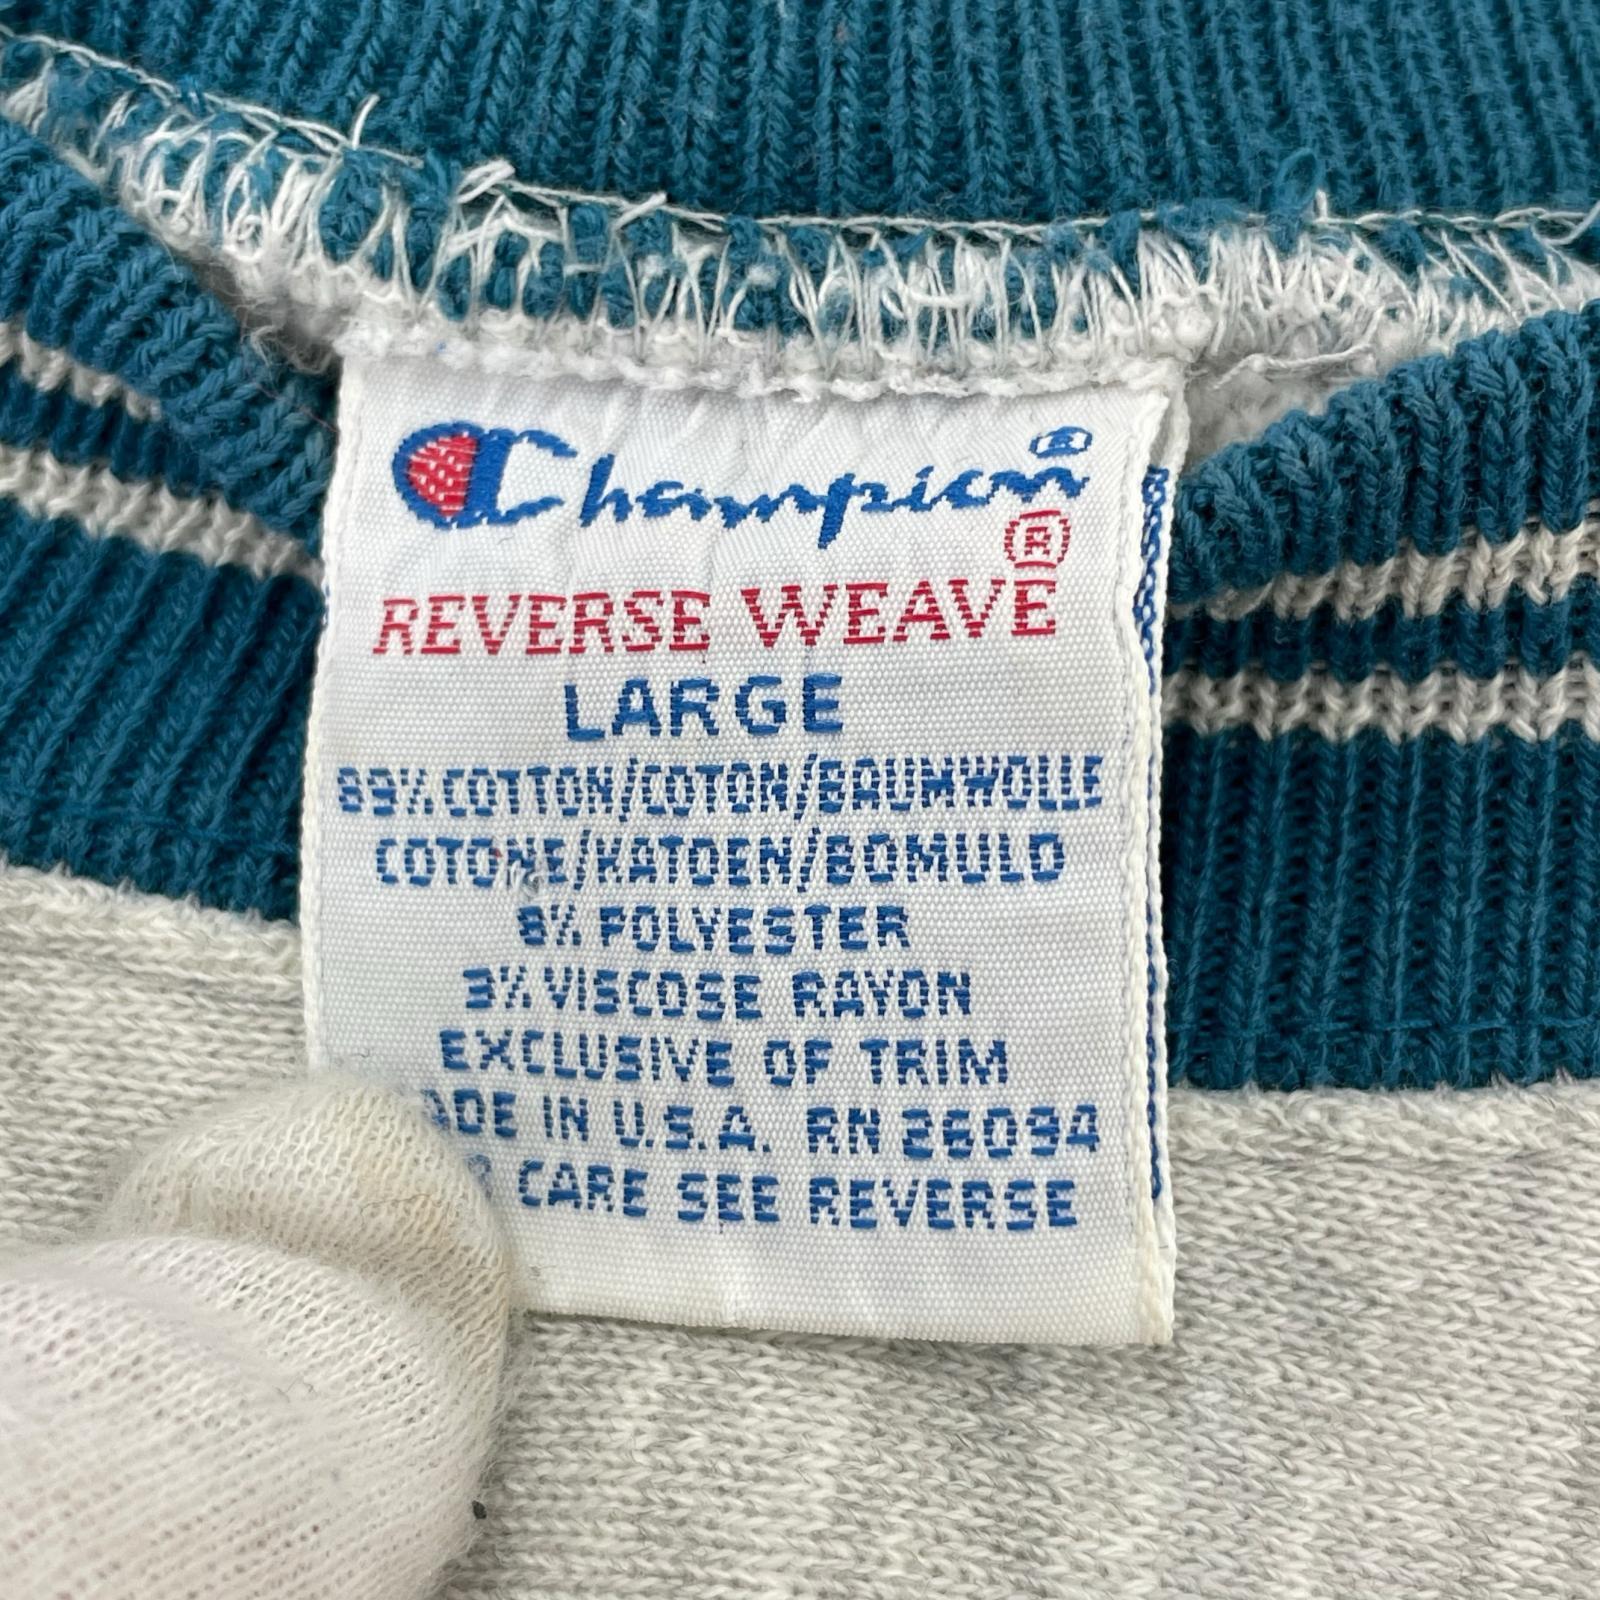 Champion®
REVERSE WEAVE®
LARGE
89% COTTON/COTON/BAUMWOLLE
COTONE/KATOEN/BOMULD
8% POLYESTER
3% VISCOSE RAYON
EXCLUSIVE OF TRIM
ADE IN U.S.A. RN 26094
R CARE SEE REVERSE